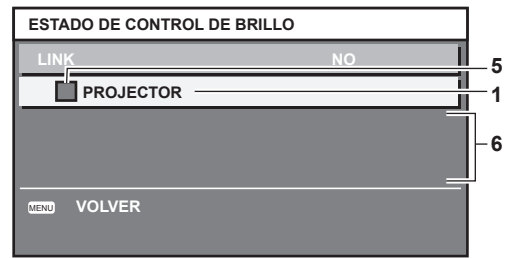 ESTADO DE CONTROL DE BRILLO
LINK NO
5
PROJECTOR
1
6
MENU VOLVER